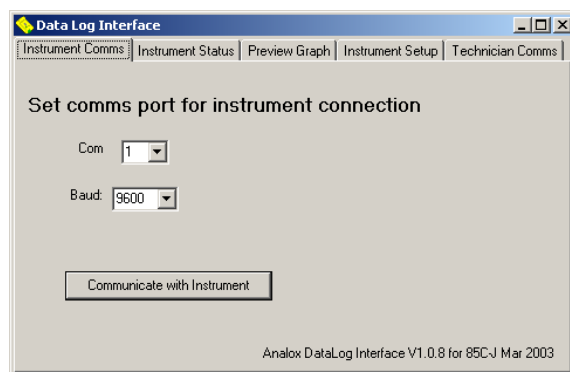 Data Log Interface
Instrument Comms Instrument Status Preview Graph Instrument Setup Technician Comms
Set comms port for instrument connection
Com 1
Baud: 9600
Communicate with Instrument
Analox DataLog Interface V1.0.8 for 85C-J Mar 2003